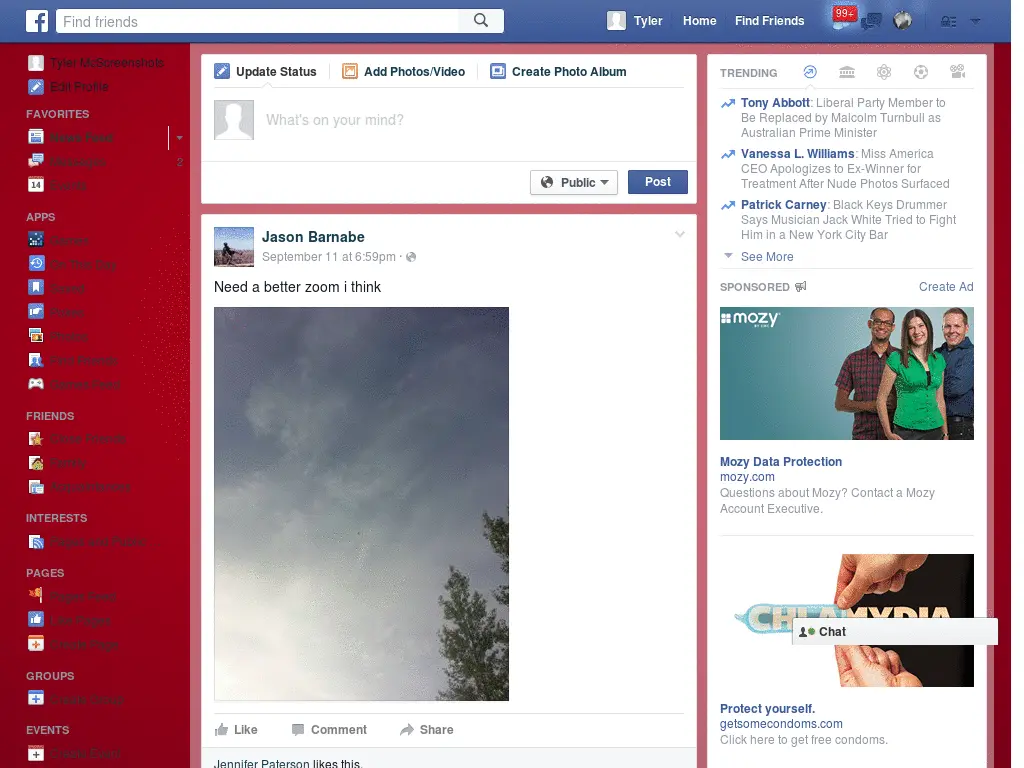 Find friends
Tyler
Home
Find Friends
99+
Tyler McScreenshots
Edit Profile
FAVORITES
News Feed
Messages
2
14
Events
APPS
Games
On This Day
Saved
Pokes
Photos
Find Friends
Games Feed
FRIENDS
Close Friends
Family
INTERESTS
Pages and Public ...
PAGES
Pages Feed
Like Pages
Create Page
GROUPS
Create Group
EVENTS
Create Event
Update Status
Add Photos/Video
Create Photo Album
What's on your mind?
Public
Post
Jason Barnabe
September 11 at 6:59pm ·
Need a better zoom i think
Like
Comment
Share
Jennifer Paterson likes this.
TRENDING
Tony Abbott: Liberal Party Member to
Be Replaced by Malcolm Turnbull as
Australian Prime Minister
Vanessa L. Williams: Miss America
CEO Apologizes to Ex-Winner for
Treatment After Nude Photos Surfaced
Patrick Carney: Black Keys Drummer
Says Musician Jack White Tried to Fight
Him in a New York City Bar
See More
SPONSORED
Create Ad
mozy
BY EMC
Mozy Data Protection
mozy.com
Questions about Mozy? Contact a Mozy
Account Executive.
CHLAMYDIA
Chat
Protect yourself.
getsomecondoms.com
Click here to get free condoms.